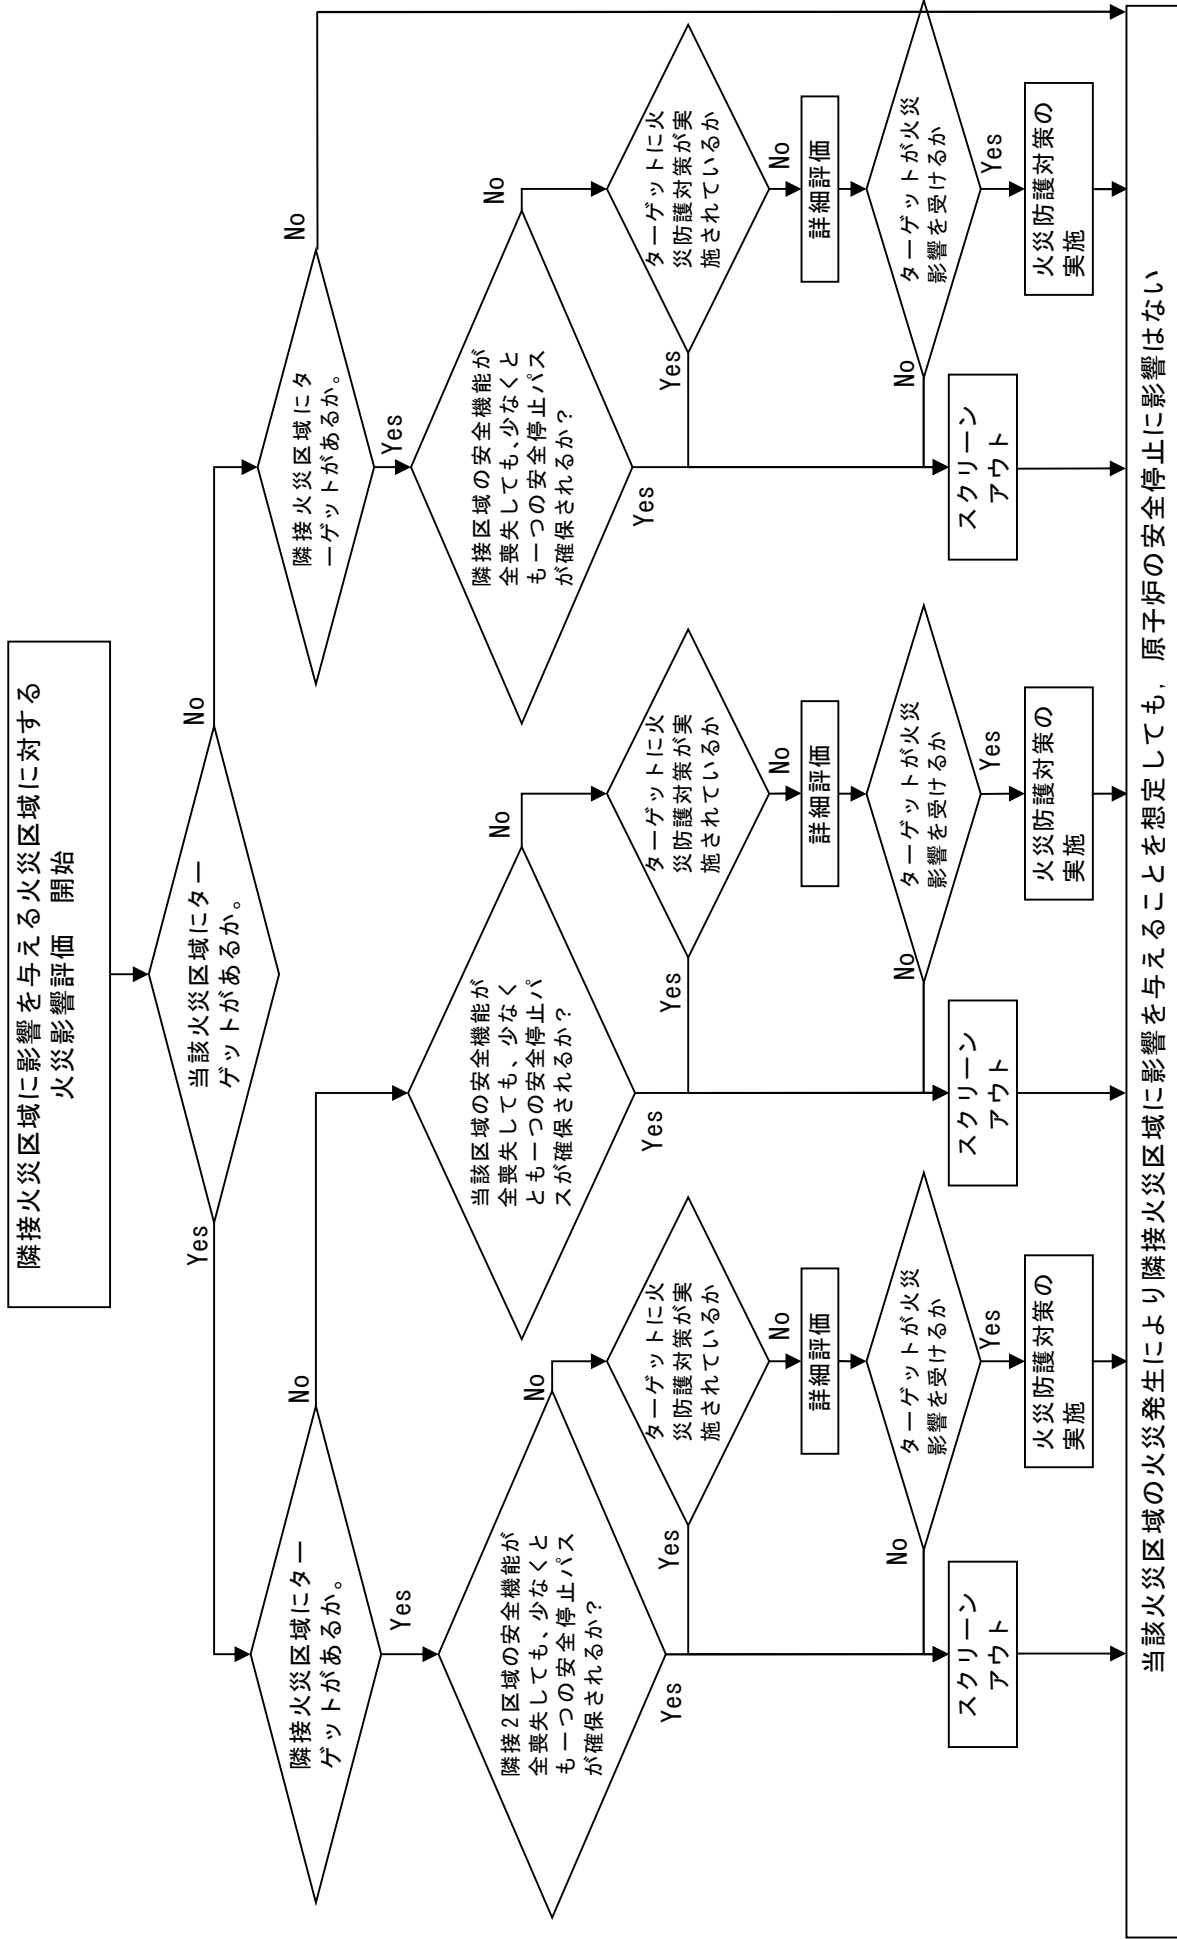 隣接火災区域に影響を与える火災区域に対する
火災影響評価 開始
当該火災区域にター
ゲットがあるか。
Yes
No
隣接火災区域にター
ゲットがあるか。
Yes
No
隣接火災区域にタ
ーゲットがあるか。
Yes
No
隣接2区域の安全機能が
全喪失しても、少なくと
も一つの安全停止パス
が確保されるか?
Yes
No
当該区域の安全機能が
全喪失しても、少なく
とも一つの安全停止パ
スが確保されるか?
Yes
No
隣接区域の安全機能が
全喪失しても、少なくと
も一つの安全停止パス
が確保されるか?
Yes
No
ターゲットに火
災防護対策が実
施されているか
Yes
No
ターゲットに火
災防護対策が実
施されているか
Yes
No
ターゲットに火
災防護対策が実
施されているか
Yes
No
詳細評価
詳細評価
詳細評価
ターゲットが火災
影響を受けるか
No
Yes
ターゲットが火災
影響を受けるか
No
Yes
ターゲットが火災
影響を受けるか
No
Yes
スクリーン
アウト
火災防護対策の
実施
スクリーン
アウト
火災防護対策の
実施
スクリーン
アウト
火災防護対策の
実施
当該火災区域の火災発生により隣接火災区域に影響を与えることを想定しても，原子炉の安全停止に影響はない